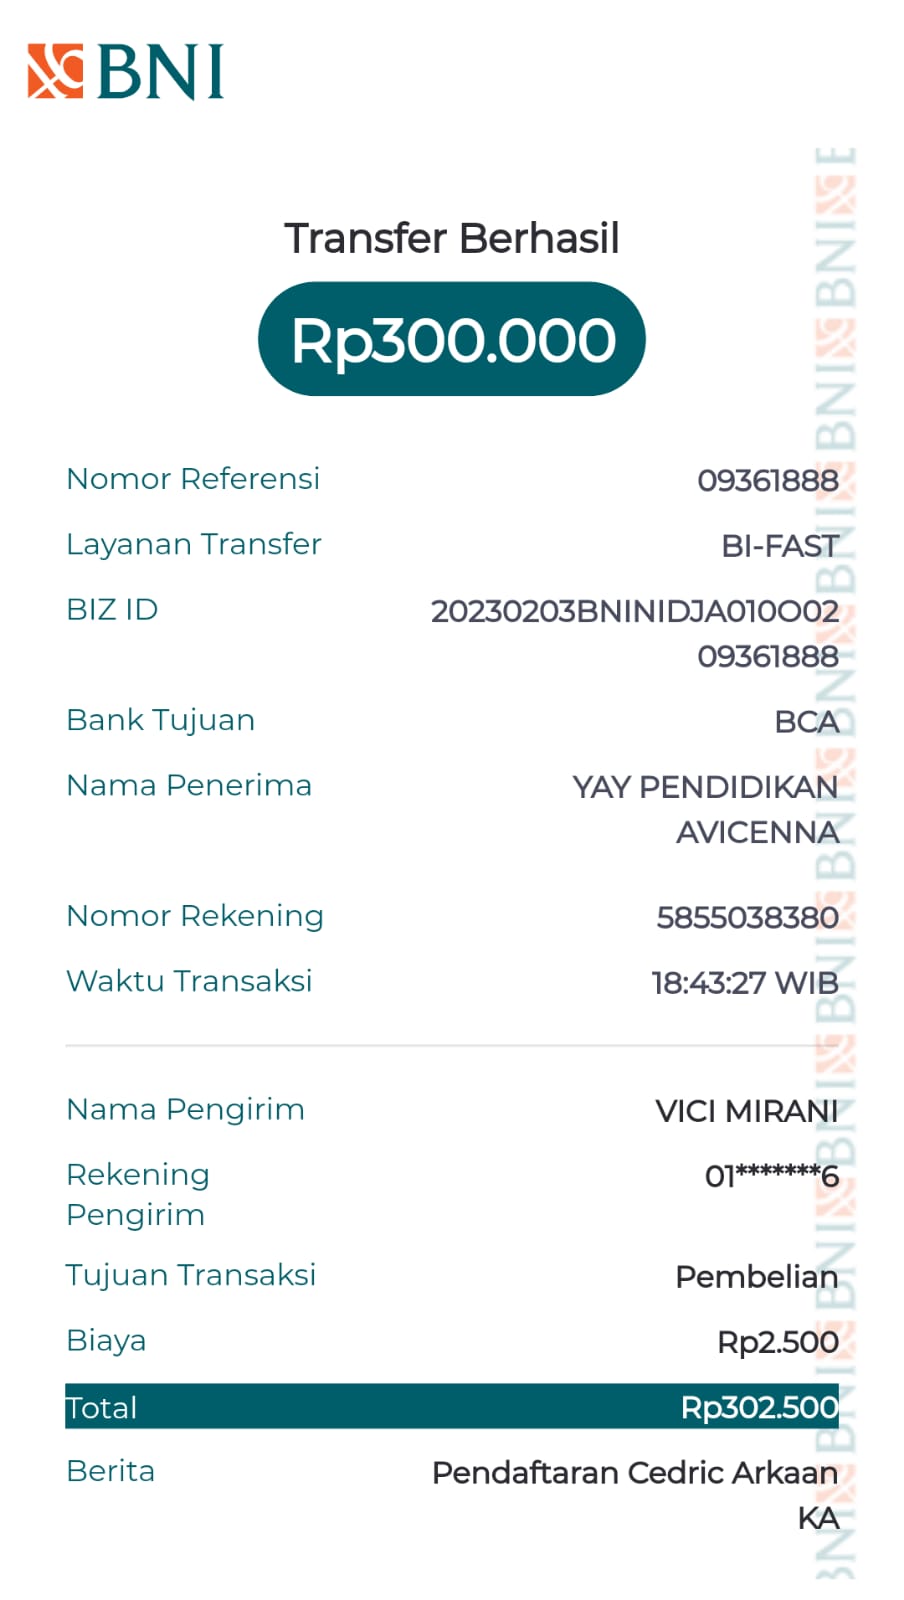 BNI
Transfer Berhasil
Rp300.000
Nomor Referensi 09361888
Layanan Transfer BI-FAST
BIZ ID 20230203BNINIDJA010O02
09361888
Bank Tujuan BCA
Nama Penerima YAY PENDIDIKAN
AVICENNA
Nomor Rekening 5855038380
Waktu Transaksi 18:43:27 WIB
Nama Pengirim VICI MIRANI
Rekening 01*******6
Pengirim
Tujuan Transaksi Pembelian
Biaya Rp2.500
Total Rp302.500
Berita Pendaftaran Cedric Arkaan
KA
BNI BNI BNI BNI BNI BNI BNI BNI BNI BNI